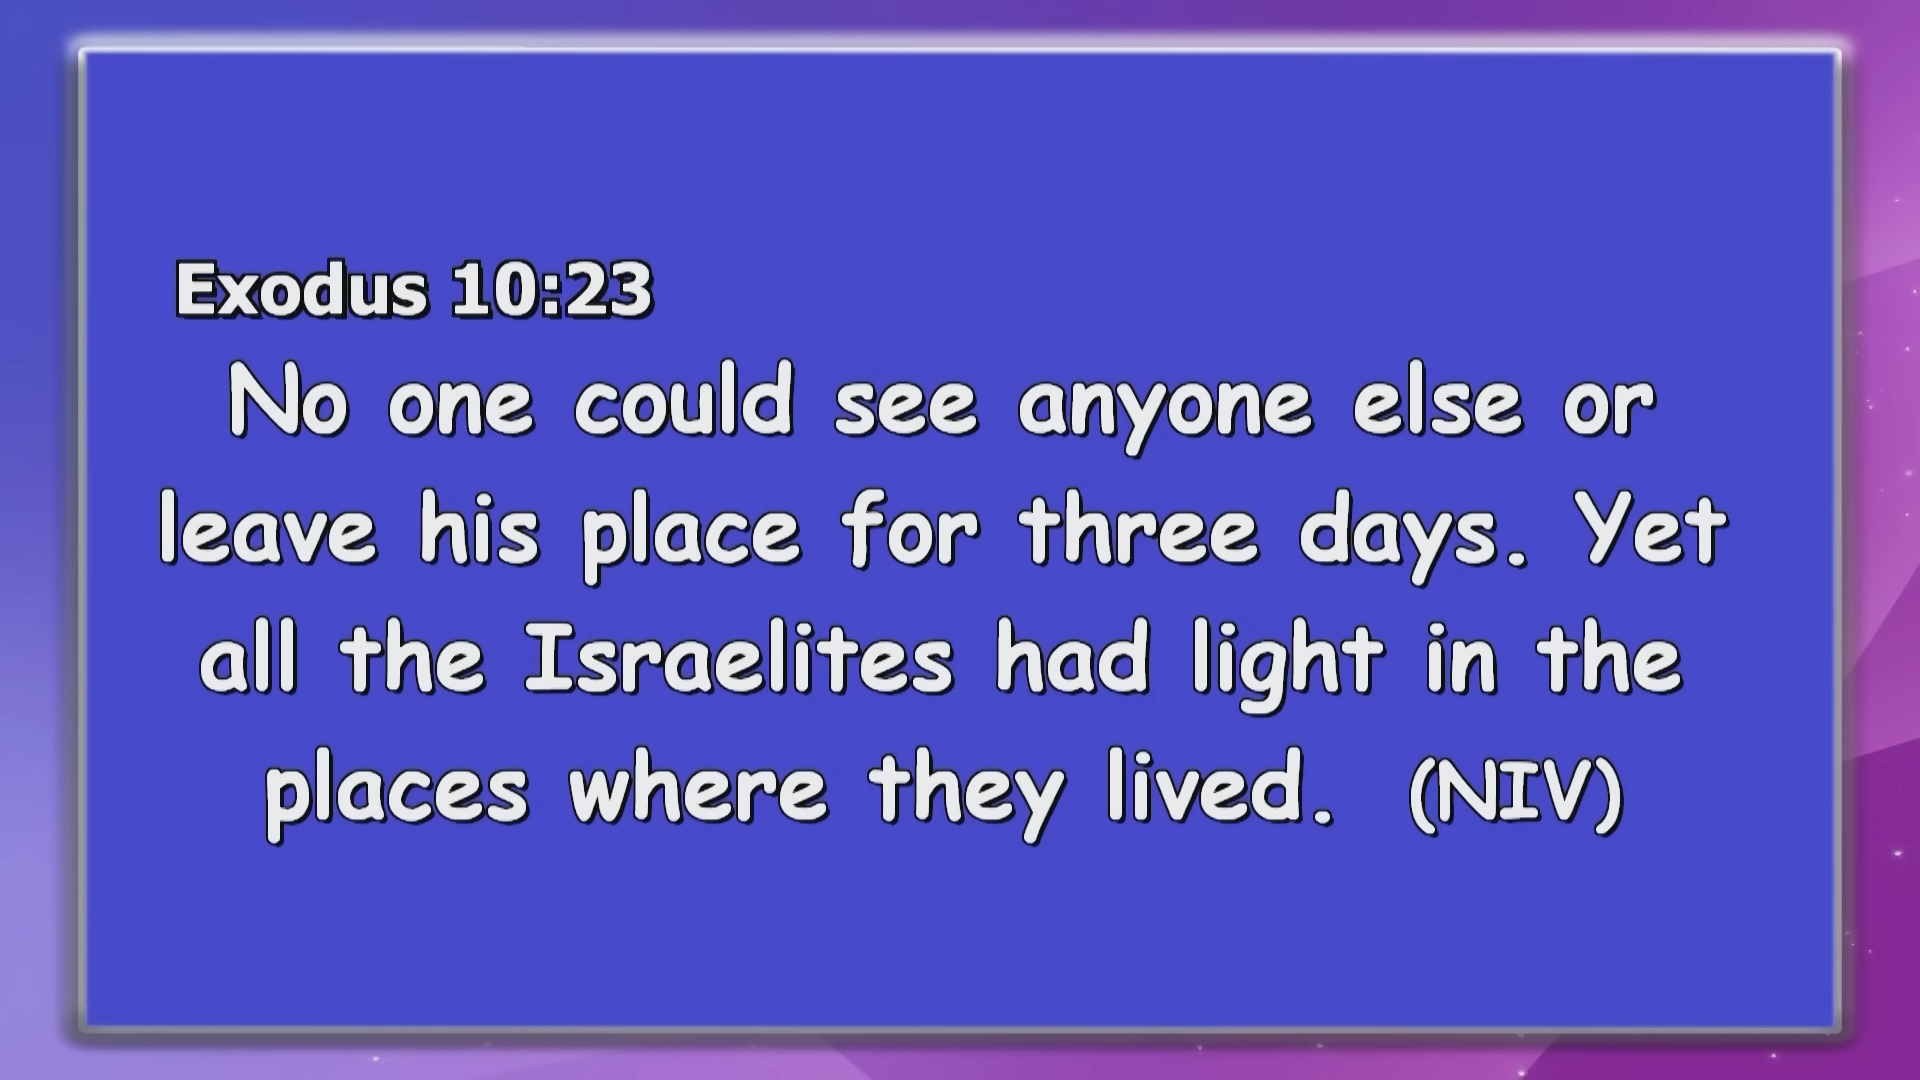 Exodus 10:23
No one could see anyone else or
leave his place for three days. Yet
all the Israelites had light in the
places where they lived. (NIV)